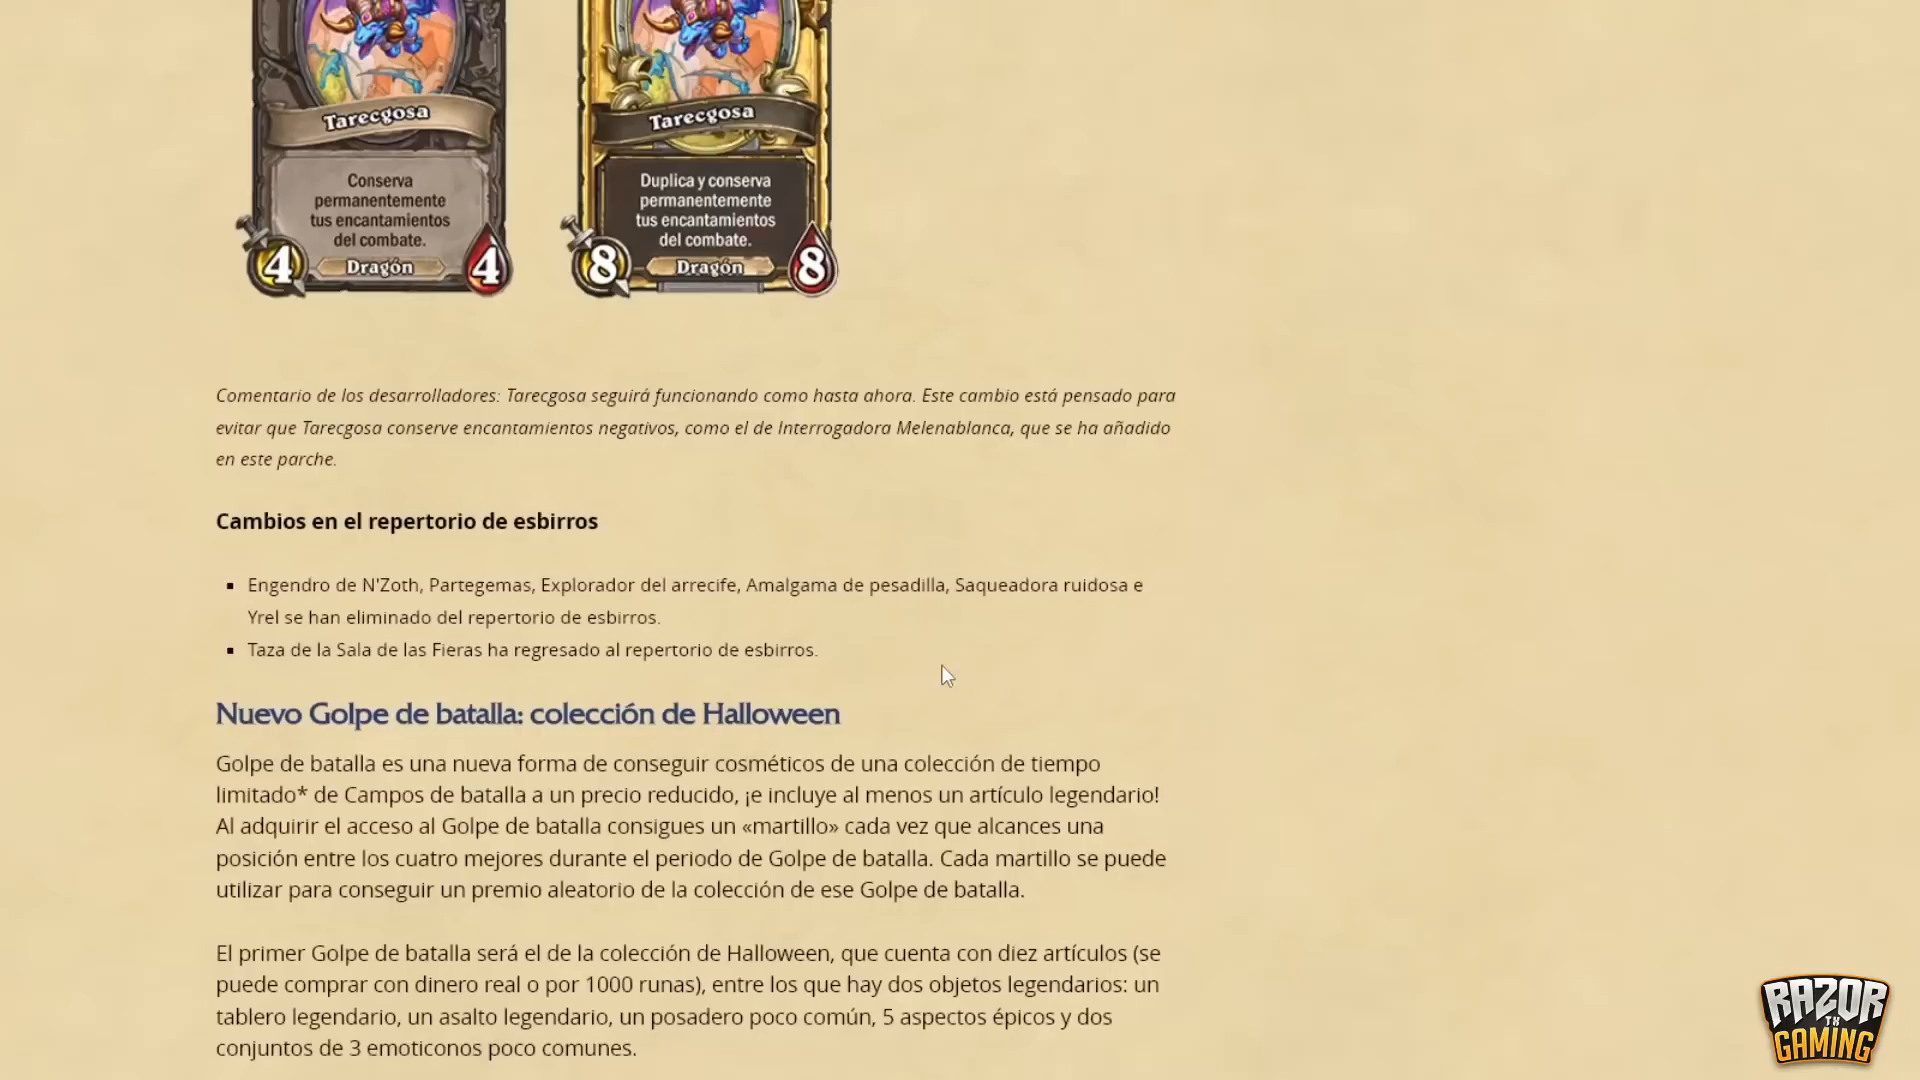 Tarecgosa
Conserva
permanentemente
tus encantamientos
del combate.
4
Dragón
4
Tarecgosa
Duplica y conserva
permanentemente
tus encantamientos
del combate.
8
Dragón
8
Comentario de los desarrolladores: Tarecgosa seguirá funcionando como hasta ahora. Este cambio está pensado para
evitar que Tarecgosa conserve encantamientos negativos, como el de Interrogadora Melenablanca, que se ha añadido
en este parche.
Cambios en el repertorio de esbirros
Engendro de N'Zoth, Partegemas, Explorador del arrecife, Amalgama de pesadilla, Saqueadora ruidosa e
Yrel se han eliminado del repertorio de esbirros.
Taza de la Sala de las Fieras ha regresado al repertorio de esbirros.
Nuevo Golpe de batalla: colección de Halloween
Golpe de batalla es una nueva forma de conseguir cosméticos de una colección de tiempo
limitado* de Campos de batalla a un precio reducido, ¡e incluye al menos un artículo legendario!
Al adquirir el acceso al Golpe de batalla consigues un «martillo» cada vez que alcances una
posición entre los cuatro mejores durante el periodo de Golpe de batalla. Cada martillo se puede
utilizar para conseguir un premio aleatorio de la colección de ese Golpe de batalla.
El primer Golpe de batalla será el de la colección de Halloween, que cuenta con diez artículos (se
puede comprar con dinero real o por 1000 runas), entre los que hay dos objetos legendarios: un
tablero legendario, un asalto legendario, un posadero poco común, 5 aspectos épicos y dos
conjuntos de 3 emoticonos poco comunes.
RAZOR
TX
GAMING